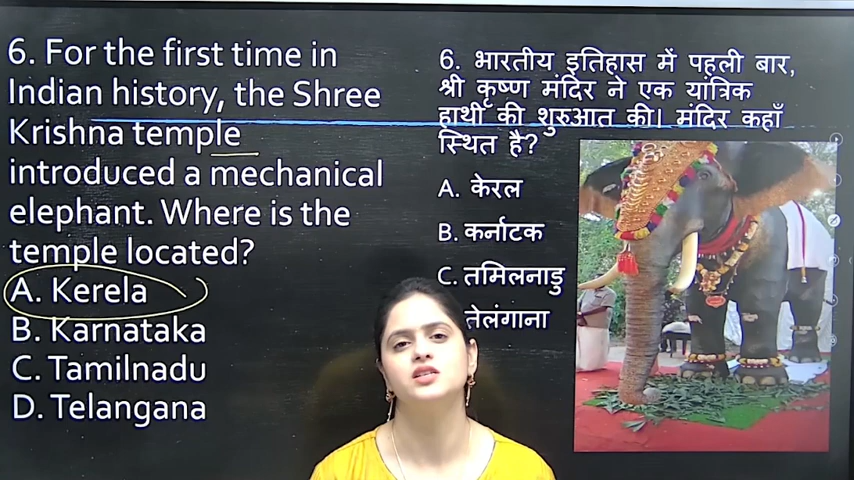 6. For the first time in
Indian history, the Shree
Krishna temple
introduced a mechanical
elephant. Where is the
temple located?
A. Kerela
B. Karnataka
C. Tamilnadu
D. Telangana
6. भारतीय इतिहास में पहली बार,
श्री कृष्ण मंदिर ने एक यांत्रिक
हाथी की शुरुआत की। मंदिर कहाँ
स्थित है?
A. केरल
B. कर्नाटक
C. तमिलनाडु
तेलंगाना